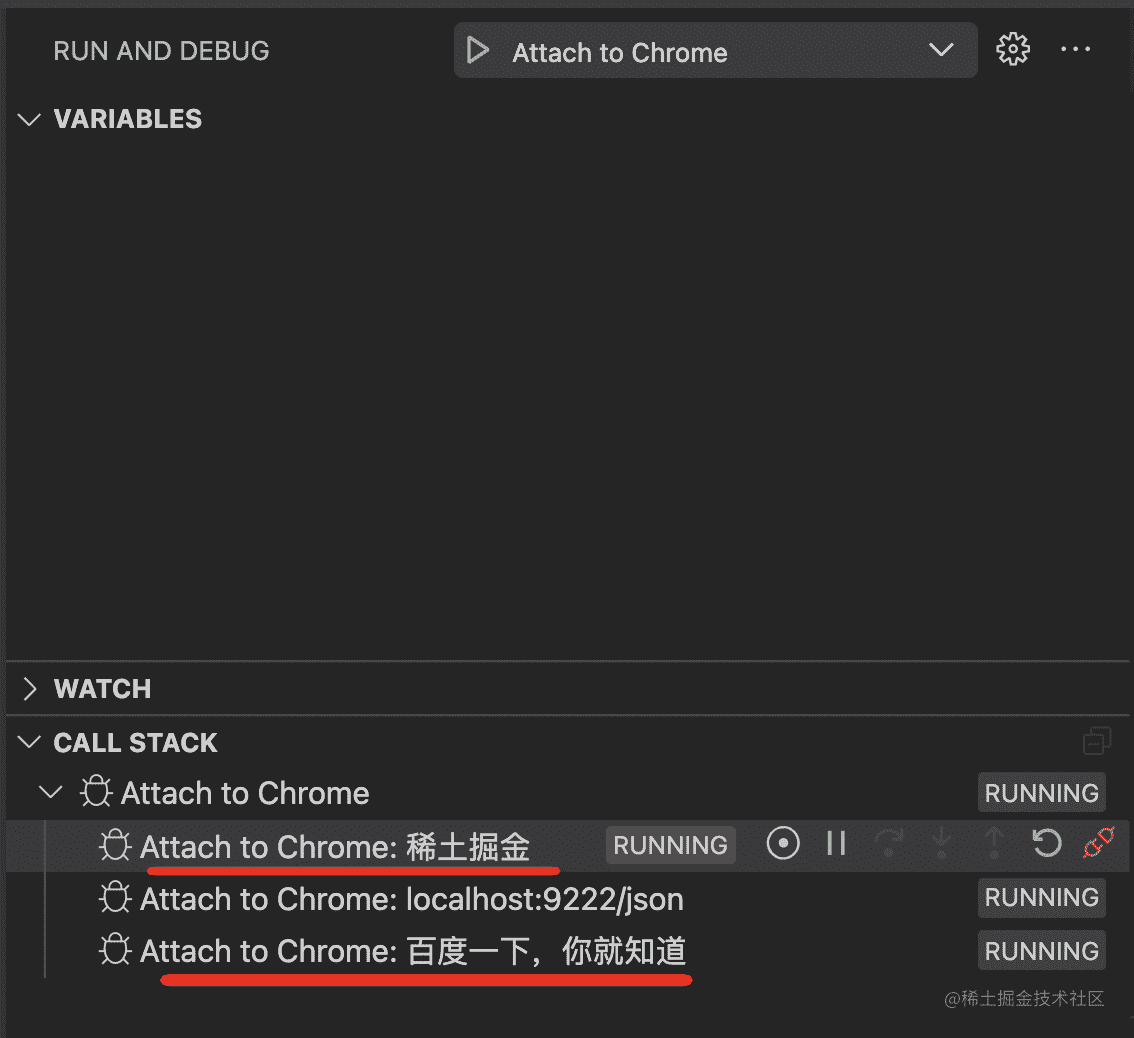 RUN AND DEBUG Attach to Chrome
VARIABLES
WATCH
CALL STACK
Attach to Chrome RUNNING
Attach to Chrome: 稀土掘金 RUNNING
Attach to Chrome: localhost:9222/json RUNNING
Attach to Chrome: 百度一下，你就知道 RUNNING
@稀土掘金技术社区